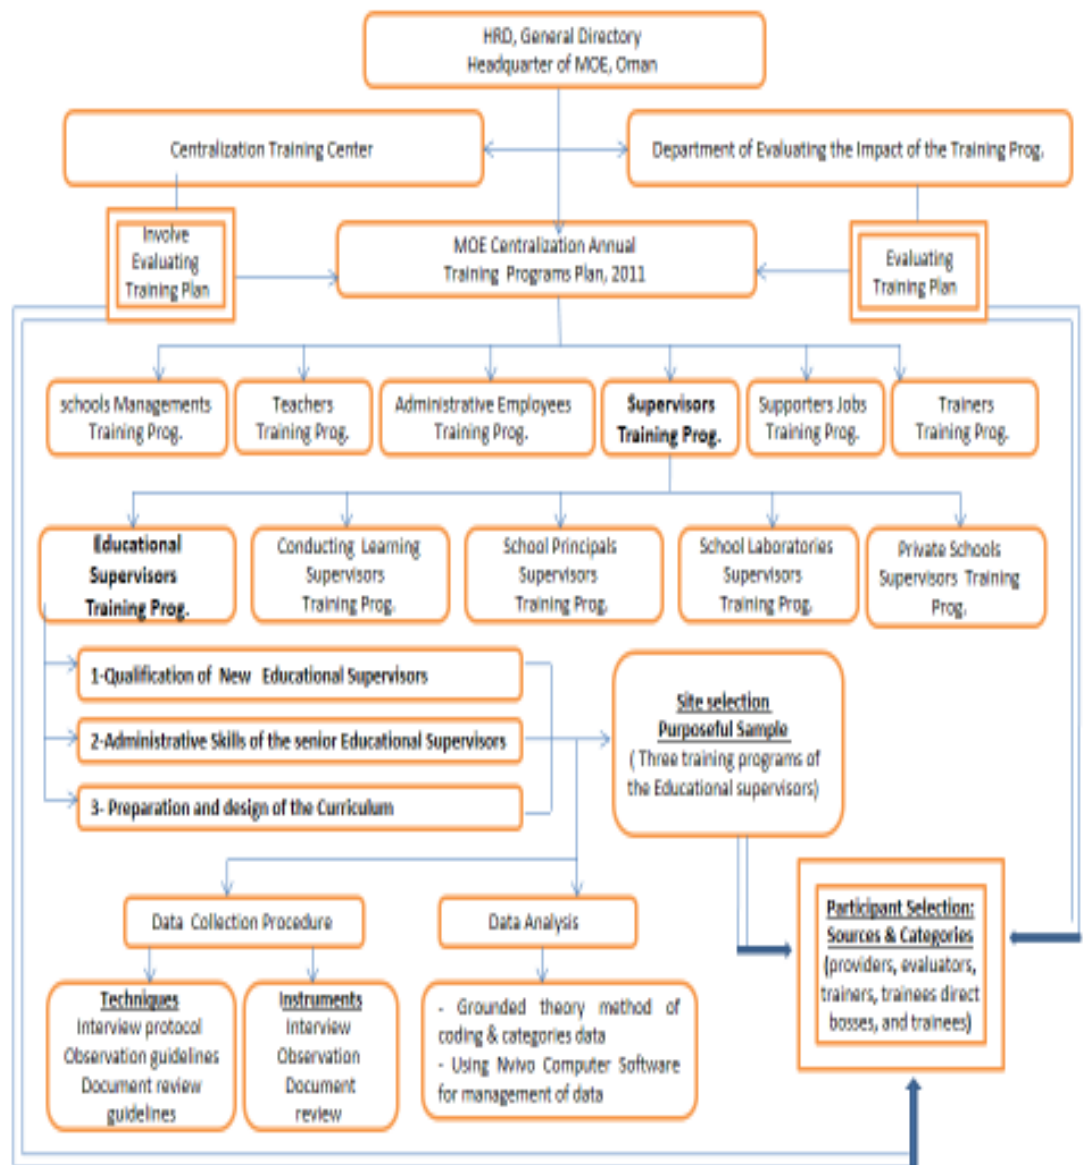 HRD, General Directory
Headquarter of MOE, Oman
Centralization Training Center
Department of Evaluating the Impact of the Training Prog.
Involve
Evaluating
Training Plan
MOE Centralization Annual
Training Programs Plan, 2011
Evaluating
Training Plan
schools Managements
Training Prog.
Teachers
Training Prog.
Administrative Employees
Training Prog.
Supervisors
Training Prog.
Supporters Jobs
Training Prog.
Trainers
Training Prog.
Educational
Supervisors
Training Prog.
Conducting Learning
Supervisors
Training Prog.
School Principals
Supervisors
Training Prog.
School Laboratories
Supervisors
Training Prog.
Private Schools
Supervisors Training
Prog.
1-Qualification of New Educational Supervisors
2-Administrative Skills of the senior Educational Supervisors
3- Preparation and design of the Curriculum
Site selection
Purposeful Sample
( Three training programs of
the Educational supervisors)
Data Collection Procedure
Data Analysis
Techniques
Interview protocol
Observation guidelines
Document review
guidelines
Instruments
Interview
Observation
Document
review
- Grounded theory method of
coding & categories data
- Using Nvivo Computer Software
for management of data
Participant Selection:
Sources & Categories
(providers, evaluators,
trainers, trainees direct
bosses, and trainees)